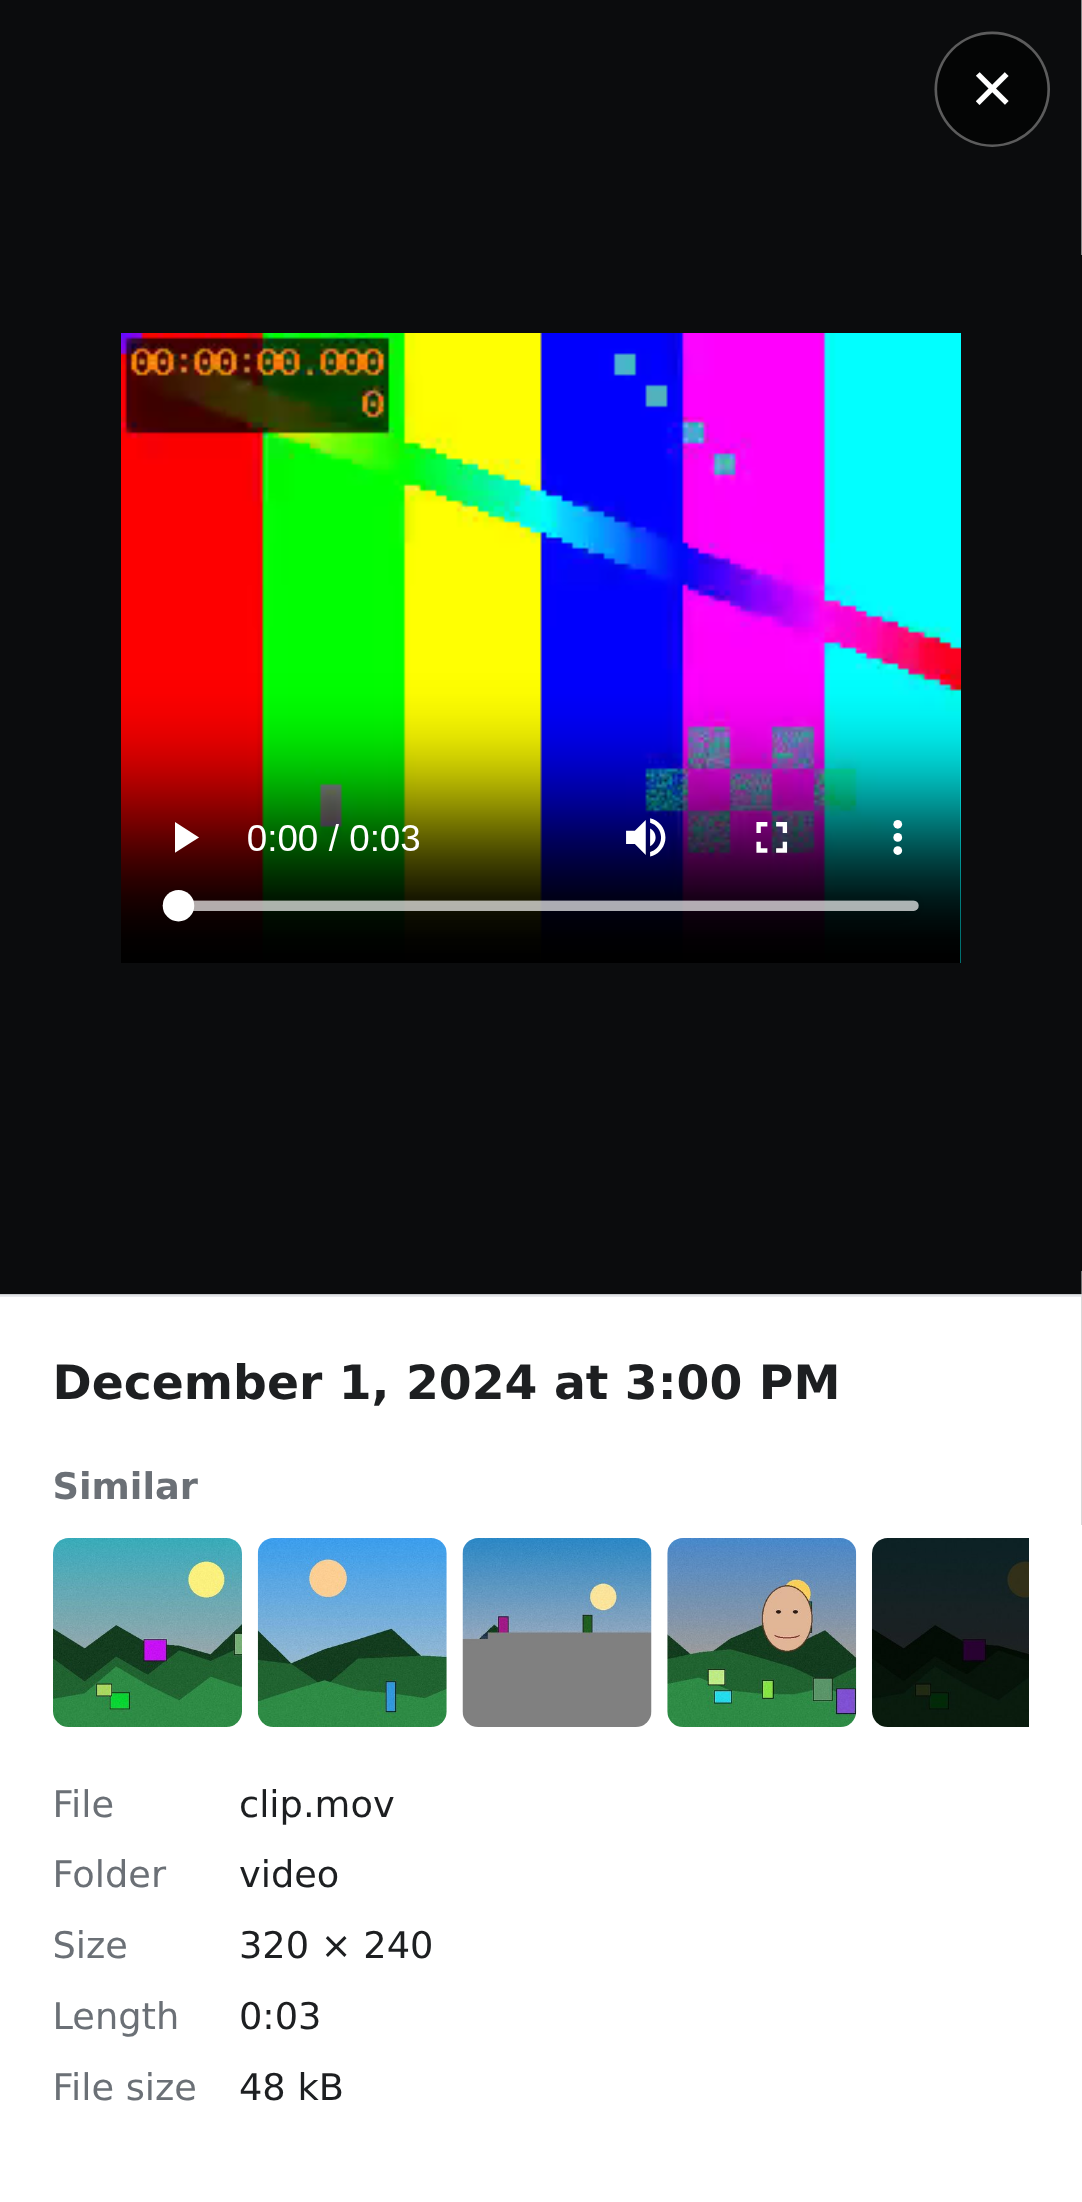 00:00:00.000
0
0:00 / 0:03
December 1, 2024 at 3:00 PM
Similar
File clip.mov
Folder video
Size 320 × 240
Length 0:03
File size 48 kB